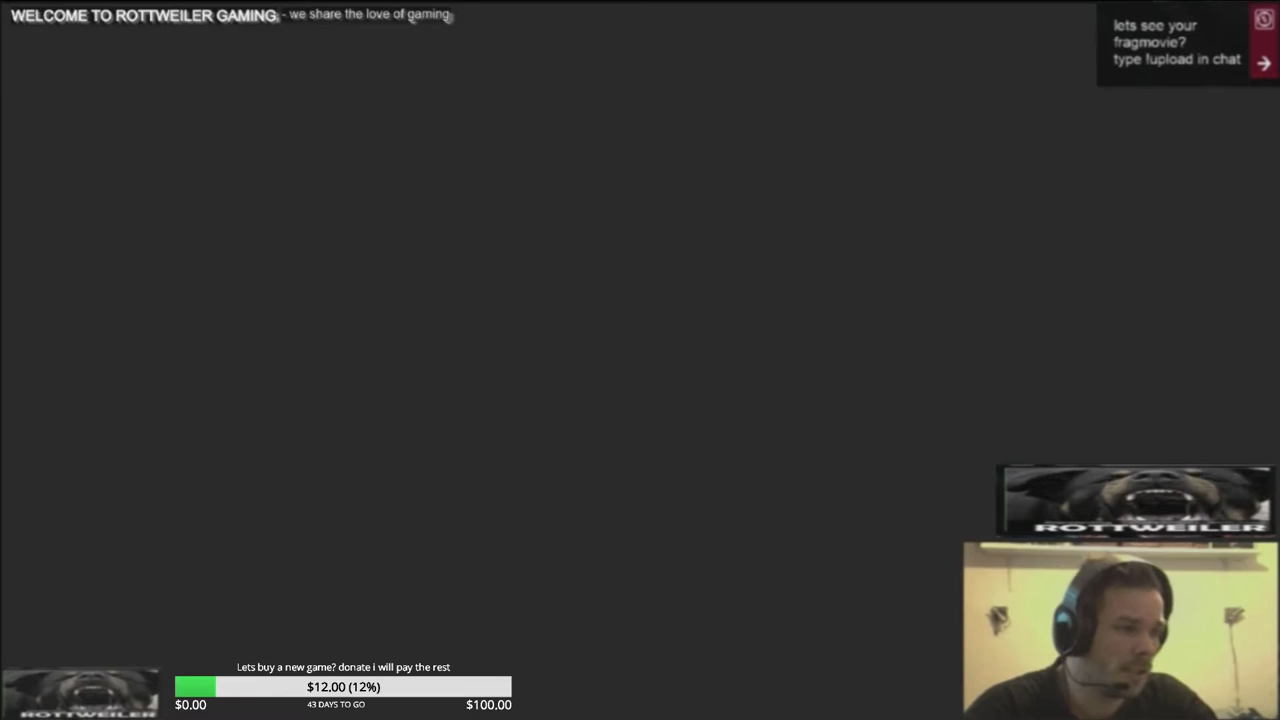 WELCOME TO ROTTWEILER GAMING - we share the love of gaming
lets see your
fragmovie?
type !upload in chat
ROTTWEILER
Lets buy a new game? donate i will pay the rest
$12.00 (12%)
$0.00 43 DAYS TO GO $100.00
ROTTWEILER